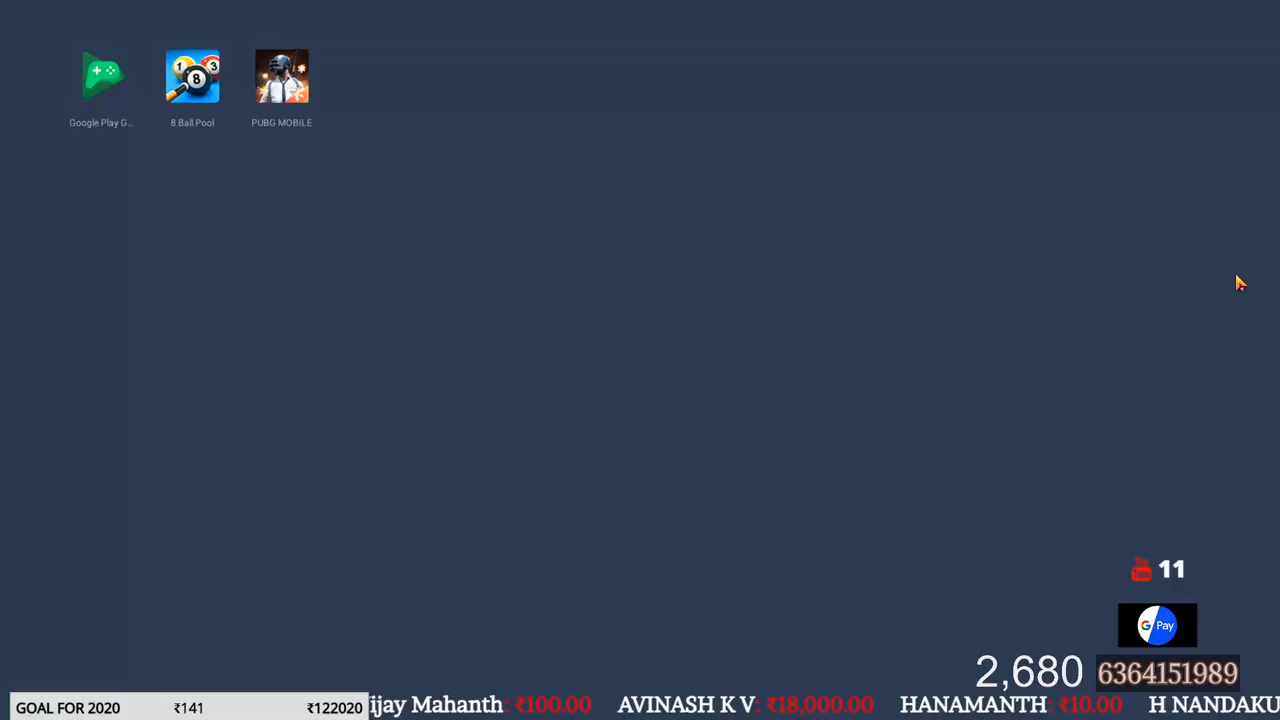 Google Play G...
8 Ball Pool
PUBG MOBILE
11
G Pay
2,680
6364151989
GOAL FOR 2020 ₹141 ₹122020
ijay Mahanth: ₹100.00 AVINASH K V: ₹18,000.00 HANAMANTH: ₹10.00 H NANDAKU